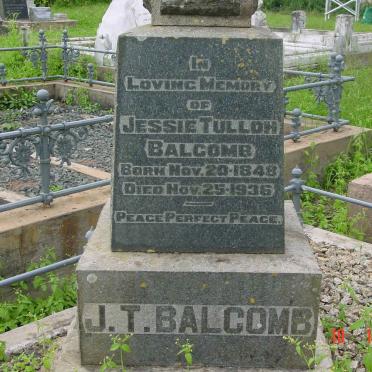 IN
LOVING MEMORY
OF
JESSIE TULLOH
BALCOMB
BORN NOV. 20-1848
DIED NOV. 25-1936
PEACE PERFECT PEACE.
J. T. BALCOMB